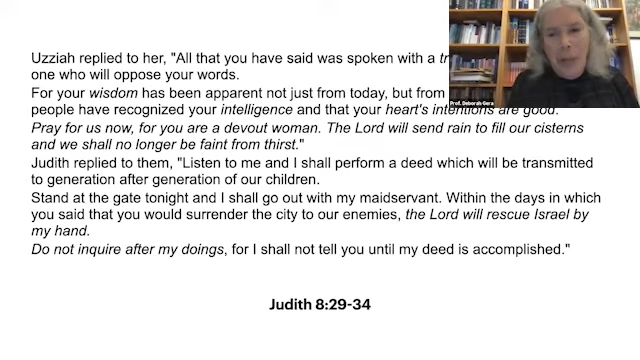 Uzziah replied to her, "All that you have said was spoken with a
one who will oppose your words.
For your wisdom has been apparent not just from today, but from
people have recognized your intelligence and that your heart's intentions are good.
Pray for us now, for you are a devout woman. The Lord will send rain to fill our cisterns
and we shall no longer be faint from thirst."
Judith replied to them, "Listen to me and I shall perform a deed which will be transmitted
to generation after generation of our children.
Stand at the gate tonight and I shall go out with my maidservant. Within the days in which
you said that you would surrender the city to our enemies, the Lord will rescue Israel by
my hand.
Do not inquire after my doings, for I shall not tell you until my deed is accomplished."
Judith 8:29-34
Prof. Deborah Gera